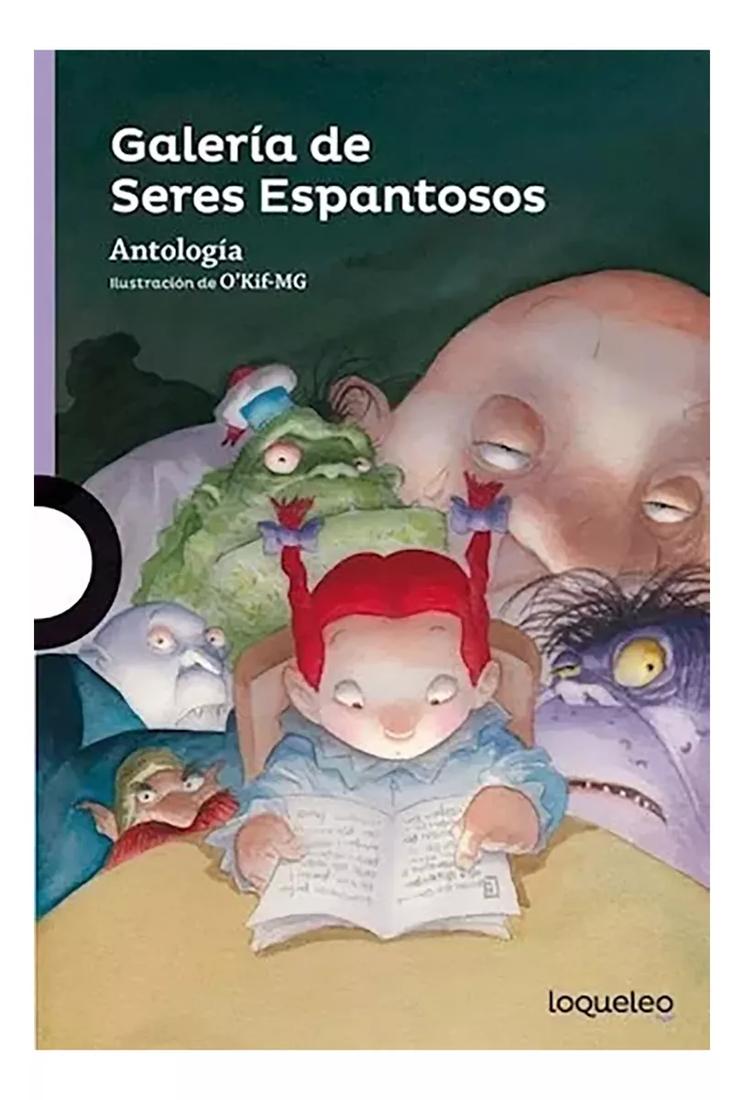 Galería de
Seres Espantosos
Antología
Ilustración de O'Kif-MG
loqueleo